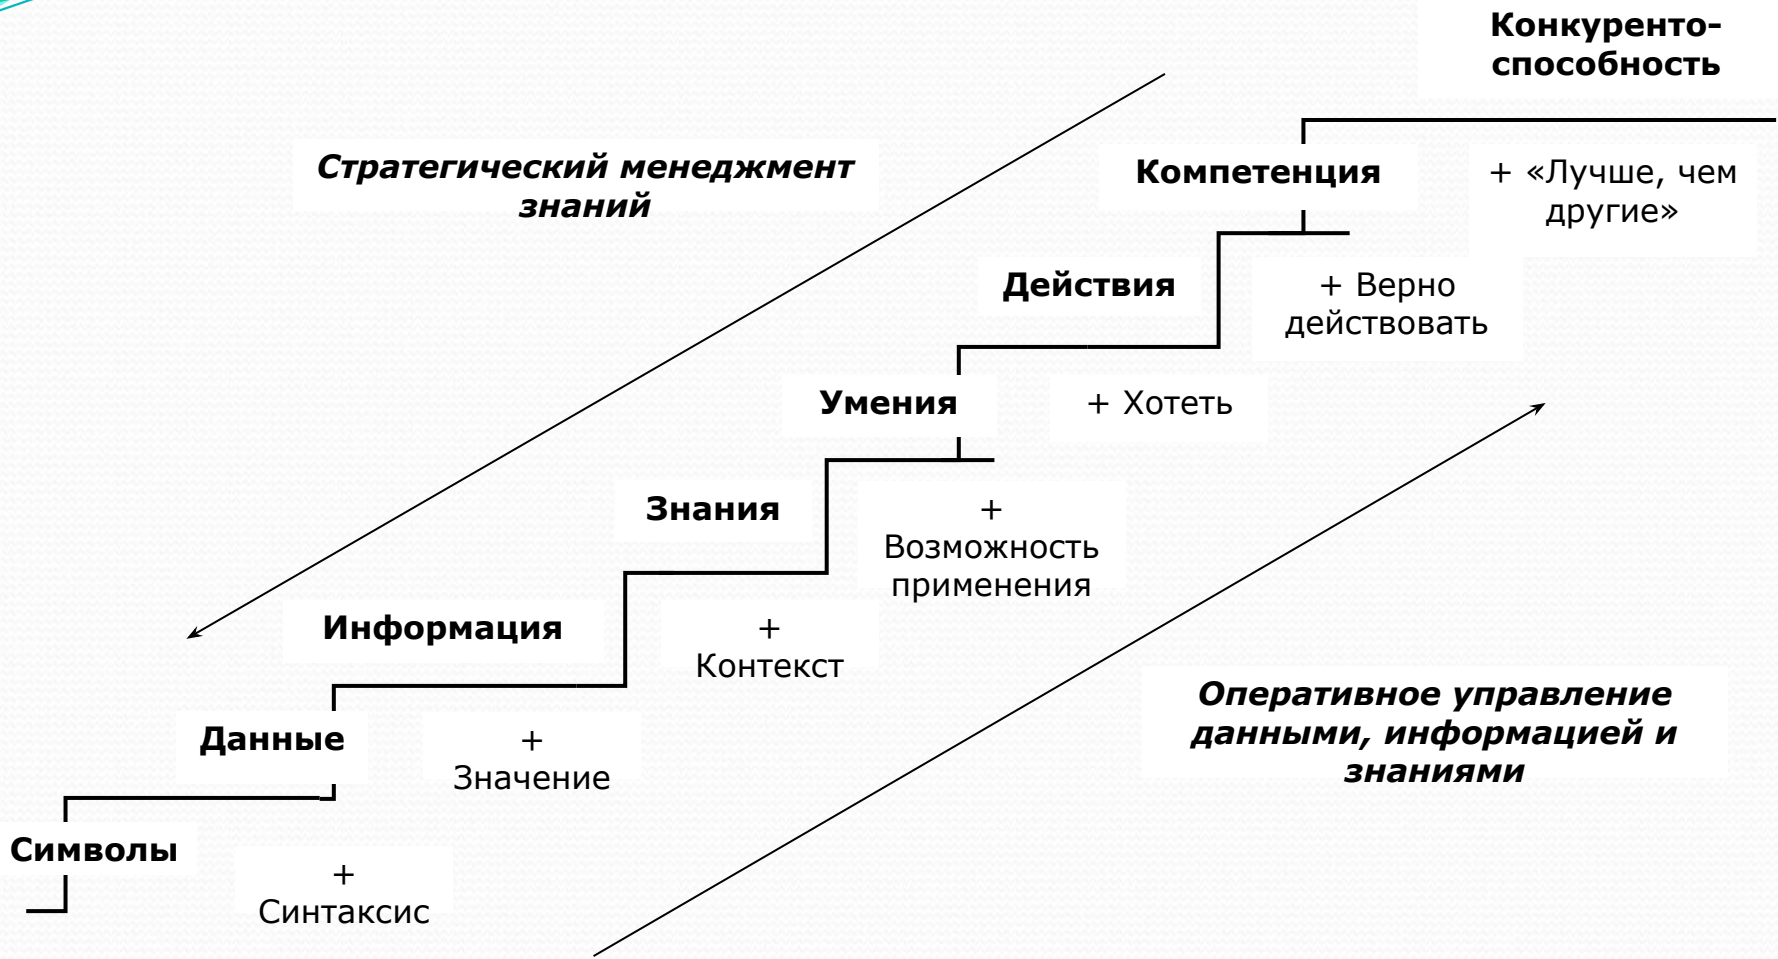 Конкуренто-
способность
Стратегический менеджмент
знаний
Компетенция
+ «Лучше, чем
другие»
Действия
+ Верно
действовать
Умения
+ Хотеть
Знания
+
Возможность
применения
Информация
+
Контекст
Оперативное управление
данными, информацией и
знаниями
Данные
+
Значение
Символы
+
Синтаксис